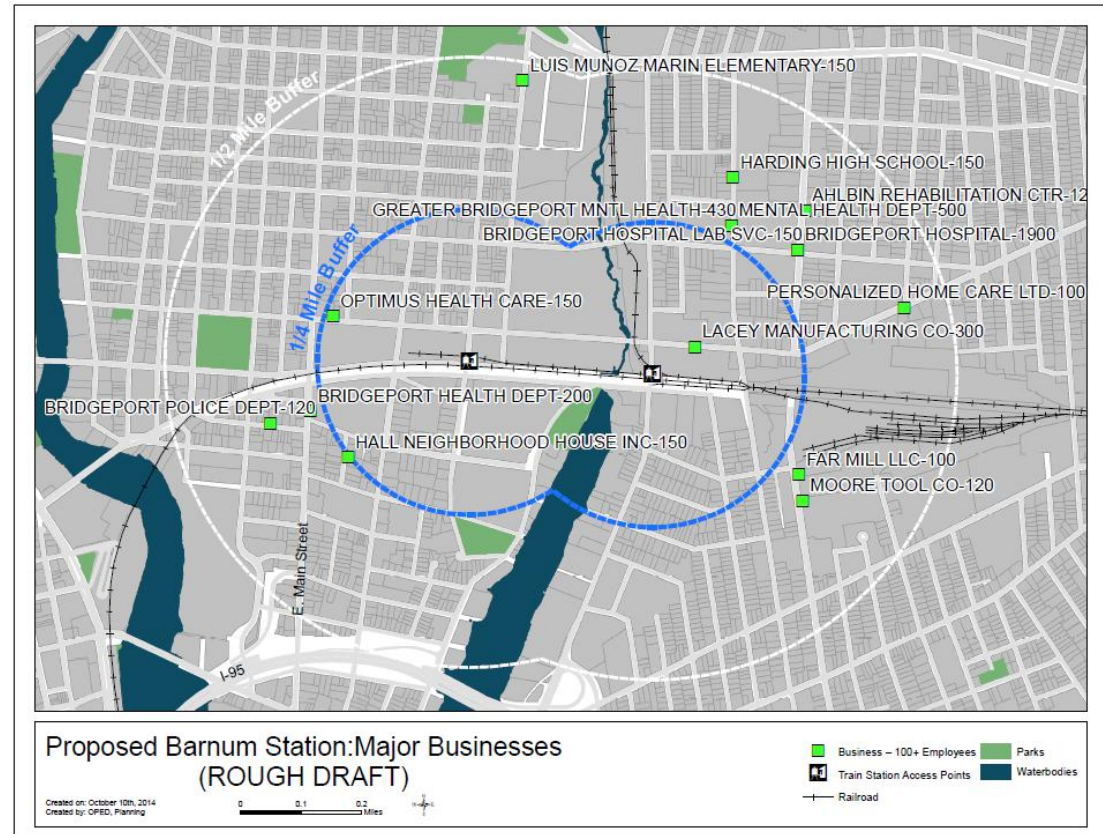 LUIS MUNOZ MARIN ELEMENTARY-150
1/2 Mile Buffer
HARDING HIGH SCHOOL-150
AHLBIN REHABILITATION CTR-12
GREATER BRIDGEPORT MNTL HEALTH-430
MENTAL HEALTH DEPT-500
BRIDGEPORT HOSPITAL LAB SVC-150
BRIDGEPORT HOSPITAL-1900
1/4 Mile Buffer
PERSONALIZED HOME CARE LTD-100
OPTIMUS HEALTH CARE-150
LACEY MANUFACTURING CO-300
BRIDGEPORT HEALTH DEPT-200
BRIDGEPORT POLICE DEPT-120
HALL NEIGHBORHOOD HOUSE INC-150
FAR MILL LLC-100
MOORE TOOL CO-120
E. Main Street
I-95
Proposed Barnum Station:Major Businesses
(ROUGH DRAFT)
Created on: October 10th, 2014
Created by: OPED, Planning
0 0.1 0.2
Miles
Business – 100+ Employees
Parks
Train Station Access Points
Waterbodies
Railroad